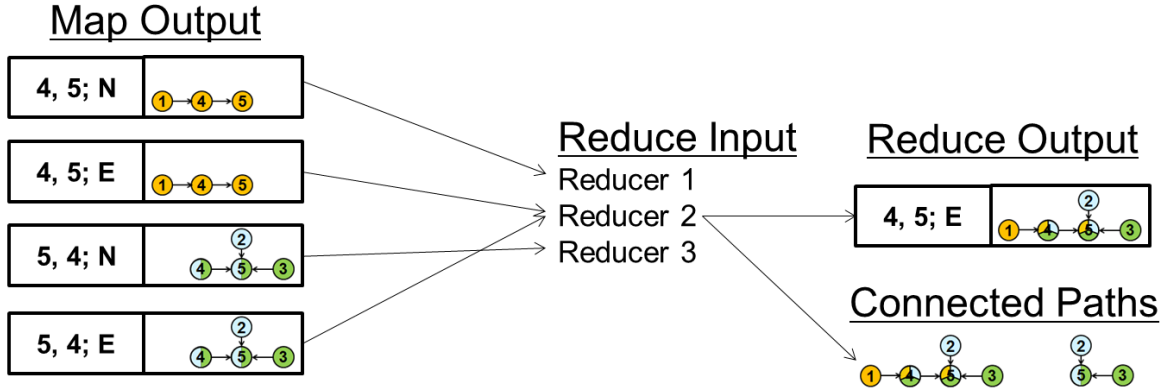 Map Output
4, 5; N
1 4 5
4, 5; E
1 4 5
5, 4; N
2
4 5 3
5, 4; E
2
4 5 3
Reduce Input
Reducer 1
Reducer 2
Reducer 3
Reduce Output
4, 5; E
2
1 4 5 3
Connected Paths
2 2
1 4 5 3 5 3